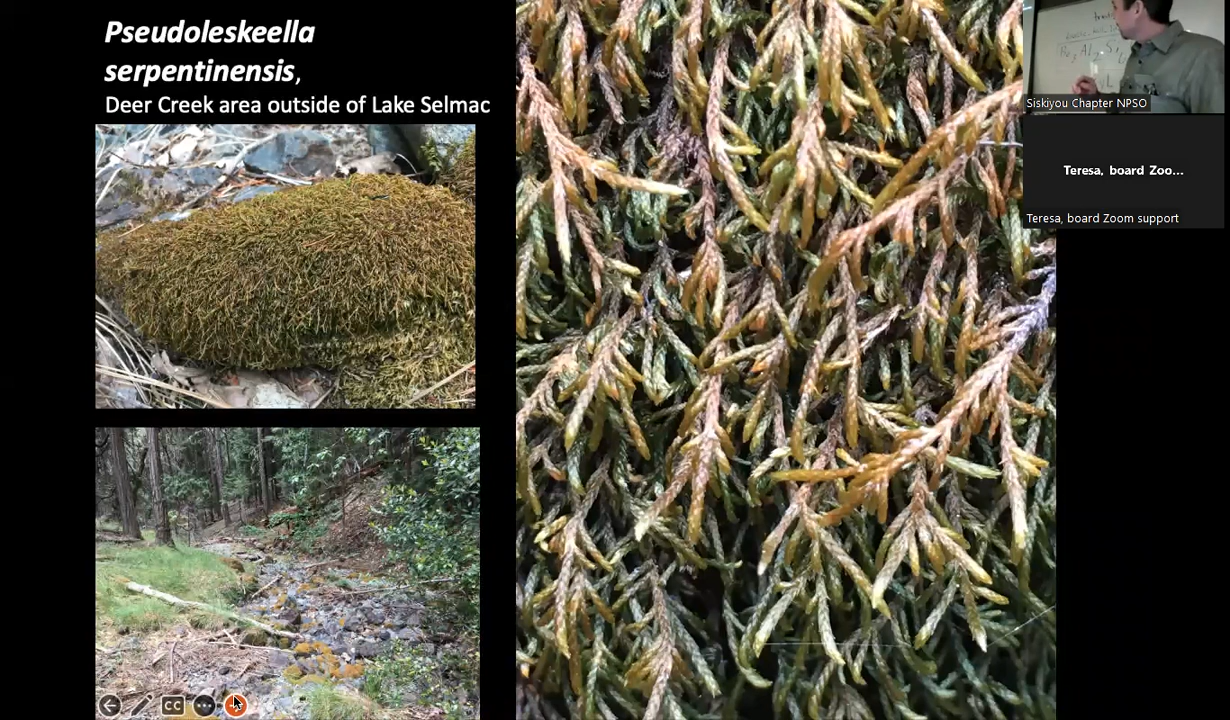 Pseudoleskeella
serpentinensis,
Deer Creek area outside of Lake Selmac
Siskiyou Chapter NPSO
Teresa, board Zoo...
Teresa, board Zoom support
CC